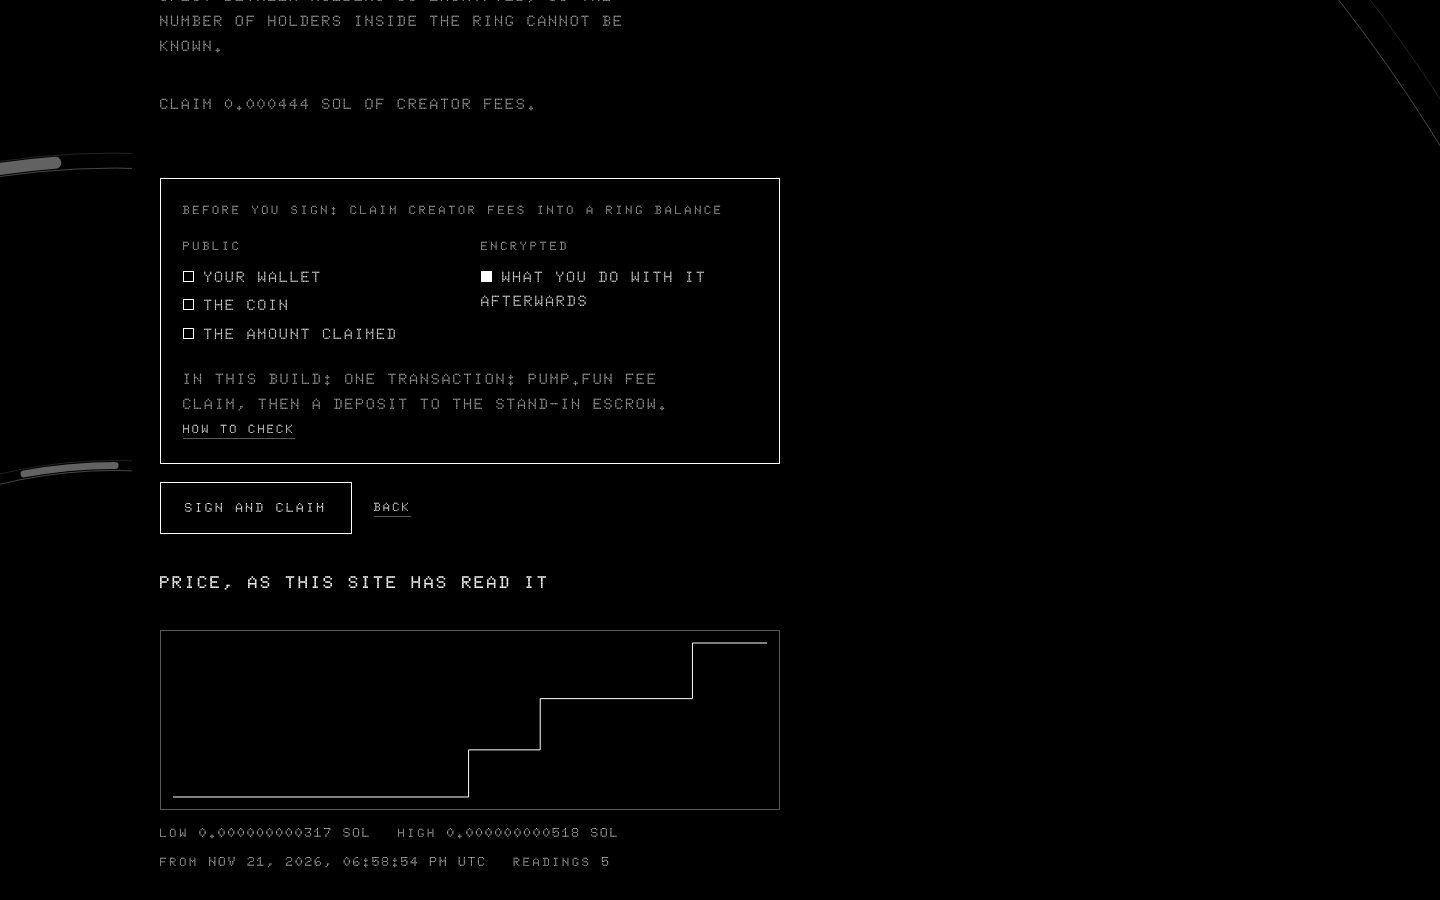 NUMBER OF HOLDERS INSIDE THE RING CANNOT BE
KNOWN.
CLAIM 0.000444 SOL OF CREATOR FEES.
BEFORE YOU SIGN: CLAIM CREATOR FEES INTO A RING BALANCE
PUBLIC
YOUR WALLET
THE COIN
THE AMOUNT CLAIMED
ENCRYPTED
WHAT YOU DO WITH IT
AFTERWARDS
IN THIS BUILD: ONE TRANSACTION: PUMP.FUN FEE
CLAIM, THEN A DEPOSIT TO THE STAND-IN ESCROW.
HOW TO CHECK
SIGN AND CLAIM
BACK
PRICE, AS THIS SITE HAS READ IT
LOW 0.000000000317 SOL HIGH 0.000000000518 SOL
FROM NOV 21, 2026, 06:58:54 PM UTC READINGS 5